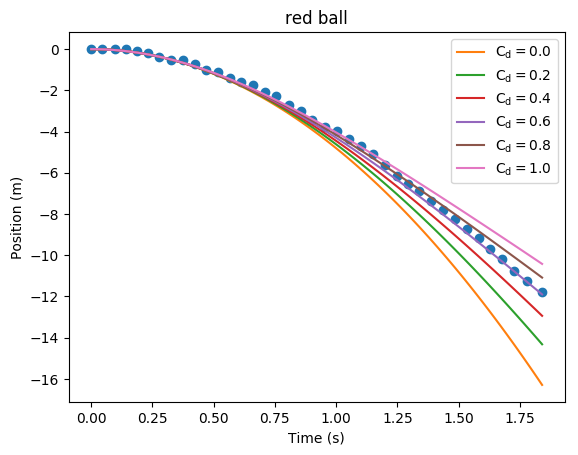 red ball
Position (m)
0
−2
−4
−6
−8
−10
−12
−14
−16
C_d = 0.0
C_d = 0.2
C_d = 0.4
C_d = 0.6
C_d = 0.8
C_d = 1.0
0.00 0.25 0.50 0.75 1.00 1.25 1.50 1.75
Time (s)